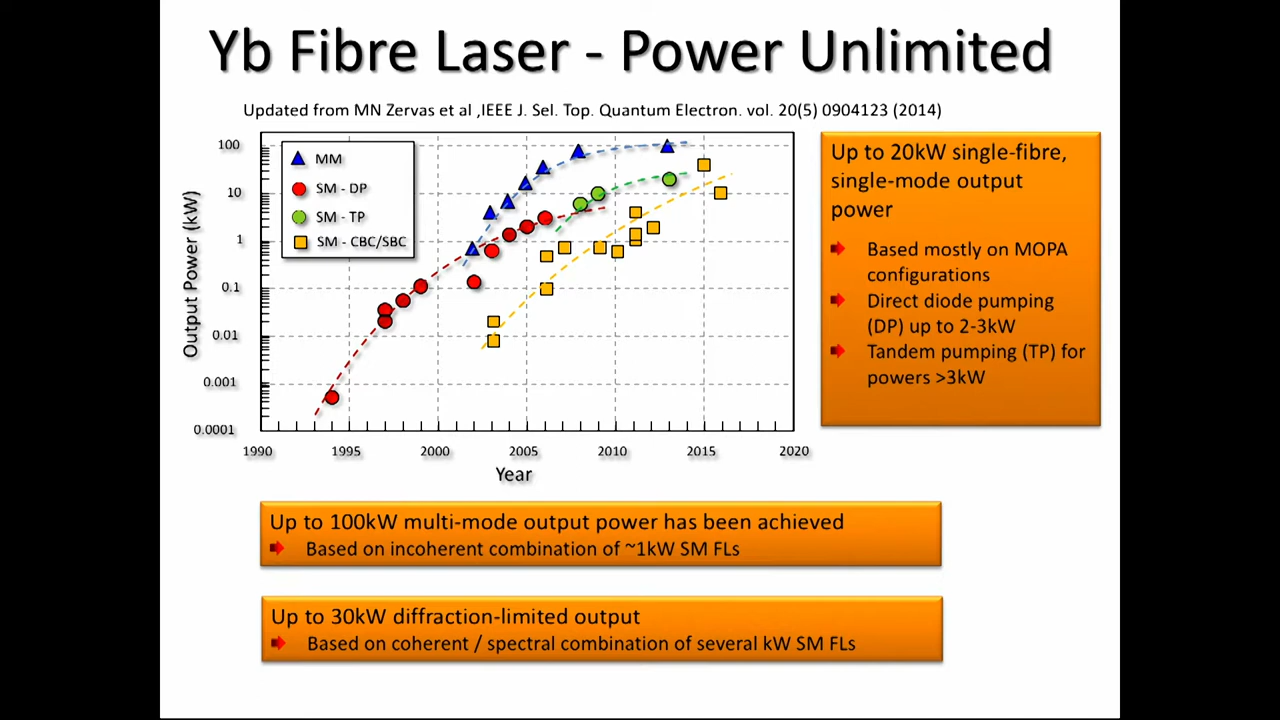 Yb Fibre Laser - Power Unlimited
Updated from MN Zervas et al ,IEEE J. Sel. Top. Quantum Electron. vol. 20(5) 0904123 (2014)
100
10
1
0.1
0.01
0.001
0.0001
Output Power (kW)
MM
SM - DP
SM - TP
SM - CBC/SBC
1990
1995
2000
2005
2010
2015
2020
Year
Up to 20kW single-fibre,
single-mode output
power
Based mostly on MOPA
configurations
Direct diode pumping
(DP) up to 2-3kW
Tandem pumping (TP) for
powers >3kW
Up to 100kW multi-mode output power has been achieved
Based on incoherent combination of ~1kW SM FLs
Up to 30kW diffraction-limited output
Based on coherent / spectral combination of several kW SM FLs